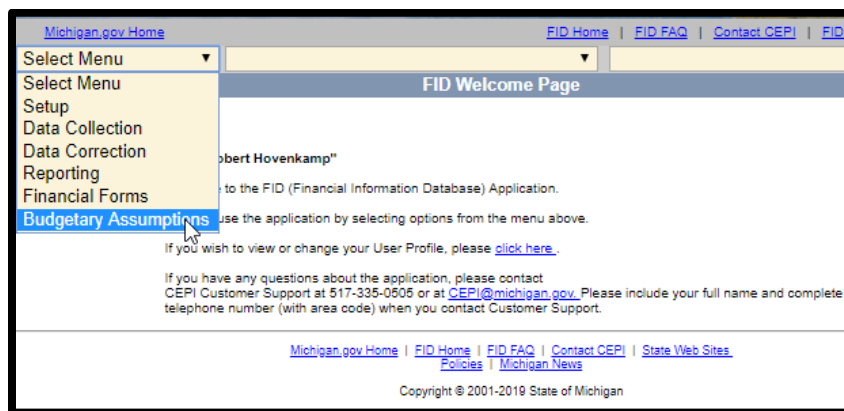 Michigan.gov Home FID Home | FID FAQ | Contact CEPI | FID
Select Menu
FID Welcome Page
Select Menu
Setup
Data Collection
Data Correction
Reporting
Financial Forms
Budgetary Assumptions
obert Hovenkamp"
to the FID (Financial Information Database) Application.
use the application by selecting options from the menu above.
If you wish to view or change your User Profile, please click here .
If you have any questions about the application, please contact
CEPI Customer Support at 517-335-0505 or at CEPI@michigan.gov. Please include your full name and complete
telephone number (with area code) when you contact Customer Support.
Michigan.gov Home | FID Home | FID FAQ | Contact CEPI | State Web Sites
Policies | Michigan News
Copyright © 2001-2019 State of Michigan